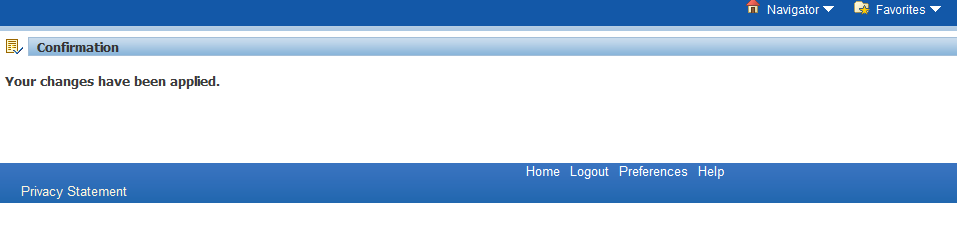 Navigator Favorites
Confirmation
Your changes have been applied.
Home Logout Preferences Help
Privacy Statement